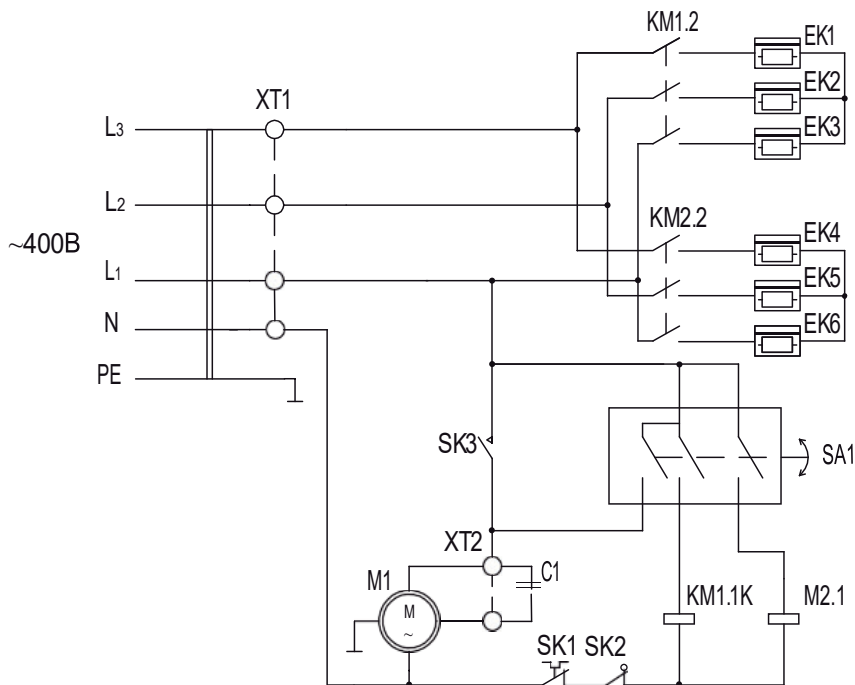 KM1.2
EK1
EK2
EK3
XT1
L3
L2
~400В
L1
N
PE
KM2.2
EK4
EK5
EK6
SK3
SA1
XT2
C1
M1
M
~
KM1.1K
M2.1
SK1
SK2